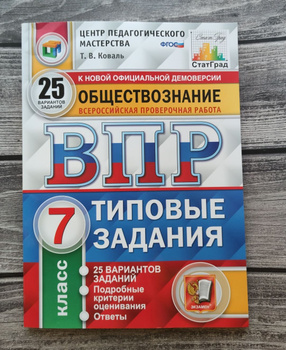 ЦЕНТР ПЕДАГОГИЧЕСКОГО
МАСТЕРСТВА
ФГОС
Т. В. Коваль
СтатГрад
25
ВАРИАНТОВ
ЗАДАНИЙ
К НОВОЙ ОФИЦИАЛЬНОЙ ДЕМОВЕРСИИ
ОБЩЕСТВОЗНАНИЕ
ВСЕРОССИЙСКАЯ ПРОВЕРОЧНАЯ РАБОТА
ВПР
7
КЛАСС
ТИПОВЫЕ
ЗАДАНИЯ
25 ВАРИАНТОВ
ЗАДАНИЙ
Подробные
критерии
оценивания
Ответы
ЭКЗАМЕН